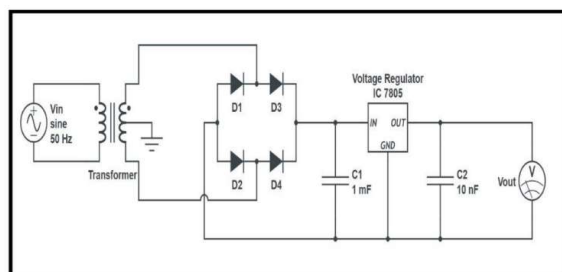 Vin
sine
50 Hz
Transformer
D1
D3
D2
D4
Voltage Regulator
IC 7805
IN
OUT
GND
C1
1 mF
C2
10 nF
Vout
V